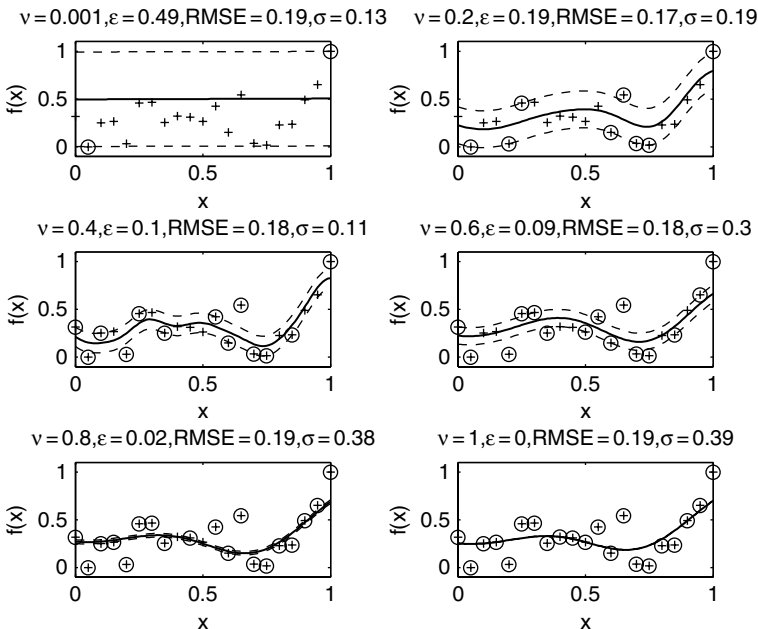 ν=0.001,ε=0.49,RMSE=0.19,σ=0.13
1
0.5
0
f(x)
0
0.5
1
x
ν=0.2,ε=0.19,RMSE=0.17,σ=0.19
1
0.5
0
f(x)
0
0.5
1
x
ν=0.4,ε=0.1,RMSE=0.18,σ=0.11
1
0.5
0
f(x)
0
0.5
1
x
ν=0.6,ε=0.09,RMSE=0.18,σ=0.3
1
0.5
0
f(x)
0
0.5
1
x
ν=0.8,ε=0.02,RMSE=0.19,σ=0.38
1
0.5
0
f(x)
0
0.5
1
x
ν=1,ε=0,RMSE=0.19,σ=0.39
1
0.5
0
f(x)
0
0.5
1
x